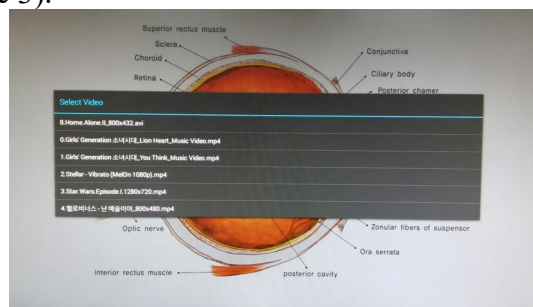 Superior rectus muscle
Sclera
Choroid
Retina
Conjunctiva
Ciliary body
Posterior chamer
Select Video
8.Home.Alone.II_800x432.avi
0.Girls' Generation 소녀시대_Lion Heart_Music Video.mp4
1.Girls' Generation 소녀시대_You Think_Music Video.mp4
2.Stellar - Vibrato (MelOn 1080p).mp4
3.Star.Wars.Episode.I.1280x720.mp4
4.헬로비너스 - 난 예술이야_800x480.mp4
Optic nerve
Zonular fibers of suspensor
Ora serrata
Interior rectus muscle
posterior cavity